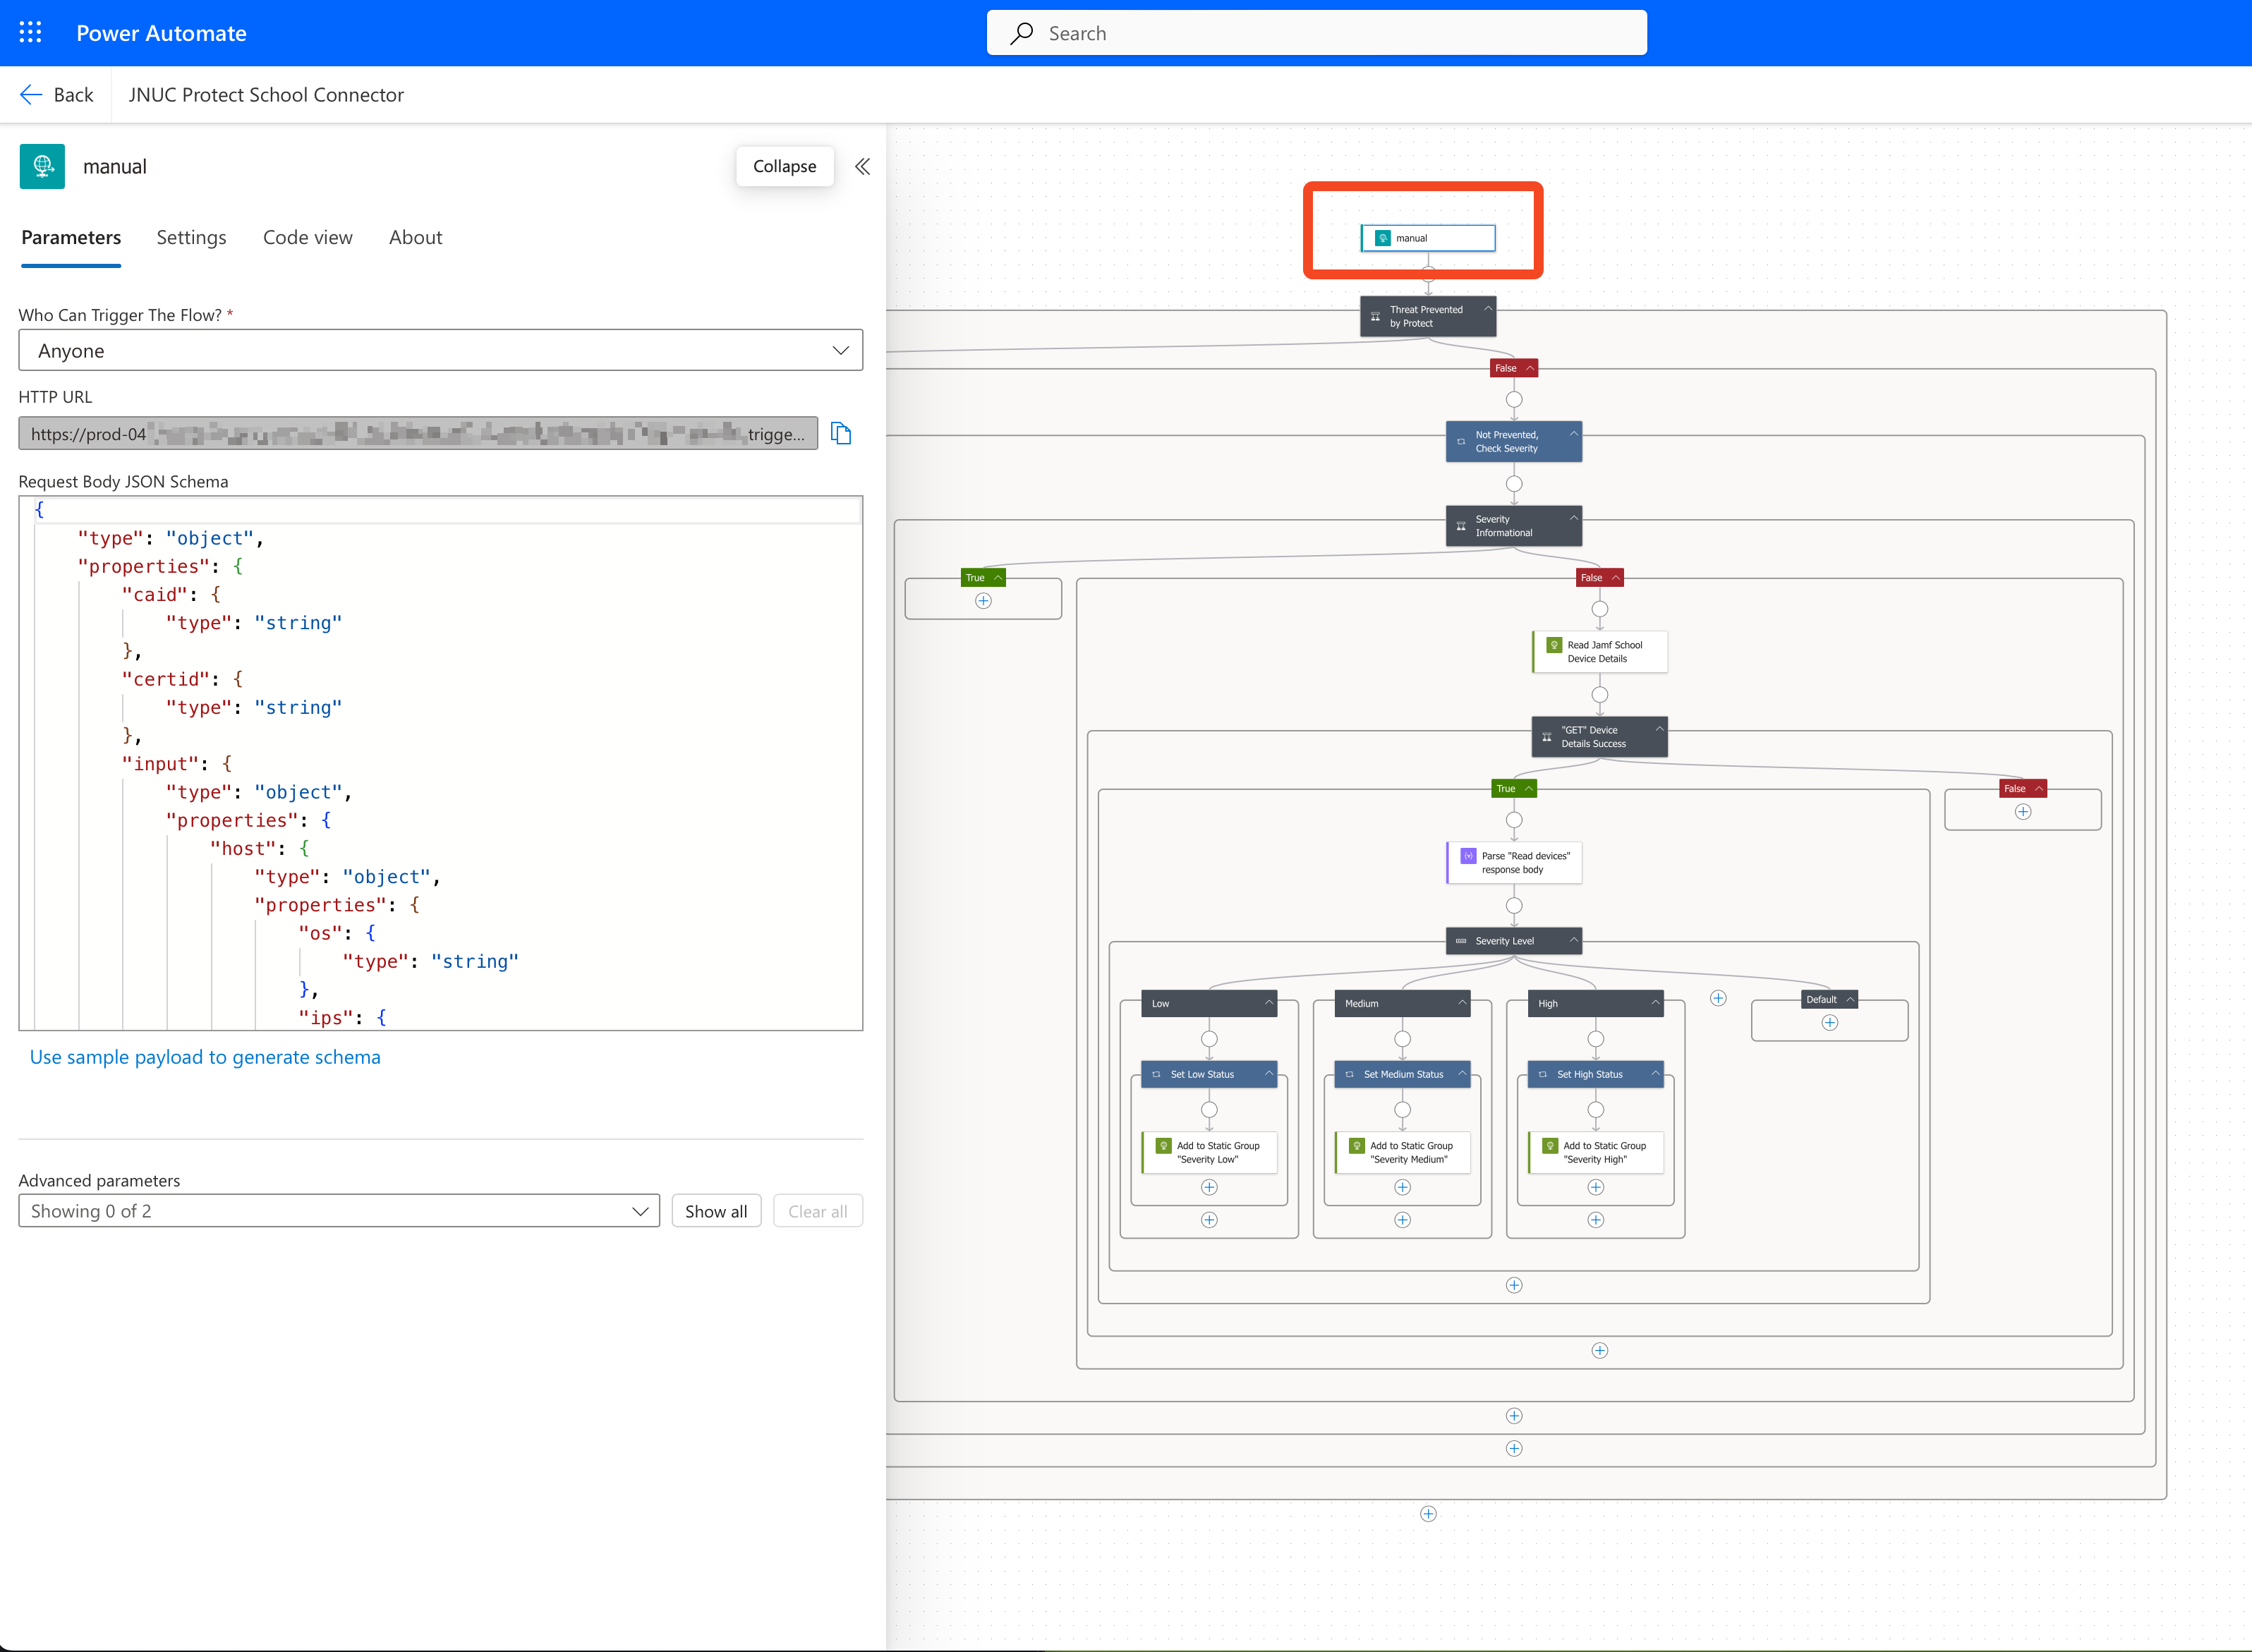 Power Automate
Search
Back
JNUC Protect School Connector
manual
Collapse
Parameters
Settings
Code view
About
Who Can Trigger The Flow? *
Anyone
HTTP URL
https://prod-04
trigge...
Request Body JSON Schema
{
"type": "object",
"properties": {
"caid": {
"type": "string"
},
"certid": {
"type": "string"
},
"input": {
"type": "object",
"properties": {
"host": {
"type": "object",
"properties": {
"os": {
"type": "string"
},
"ips": {
Use sample payload to generate schema
Advanced parameters
Showing 0 of 2
Show all
Clear all
manual
Threat Prevented
by Protect
False
Not Prevented,
Check Severity
Severity
Informational
True
False
Read Jamf School
Device Details
"GET" Device
Details Success
True
False
Parse "Read devices"
response body
Severity Level
Low
Medium
High
Default
Set Low Status
Set Medium Status
Set High Status
Add to Static Group
"Severity Low"
Add to Static Group
"Severity Medium"
Add to Static Group
"Severity High"